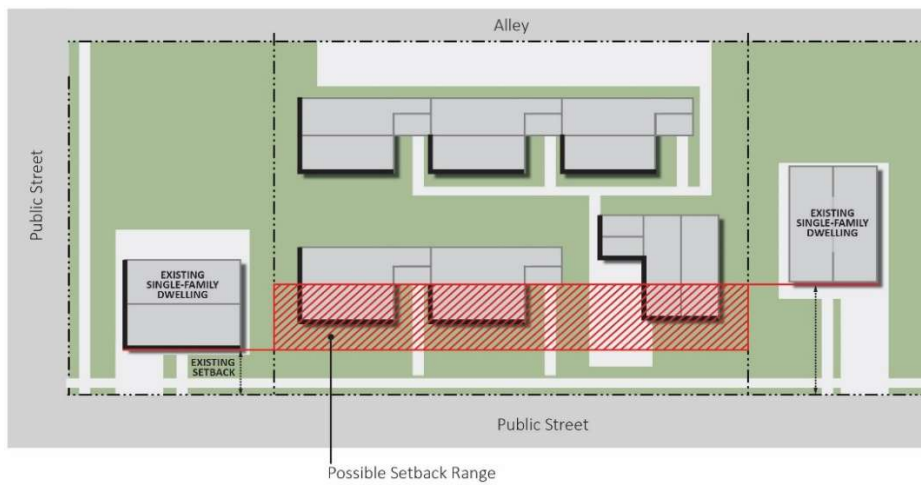 Alley
Public Street
EXISTING
SINGLE-FAMILY
DWELLING
EXISTING
SINGLE-FAMILY
DWELLING
EXISTING
SETBACK
Public Street
Possible Setback Range